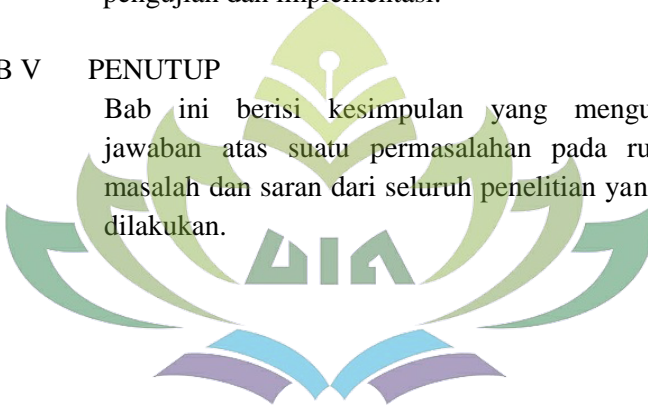 pengujian dan implementasi.
B V PENUTUP
Bab ini berisi kesimpulan yang mengu
jawaban atas suatu permasalahan pada ru
masalah dan saran dari seluruh penelitian yan
dilakukan.
UIN